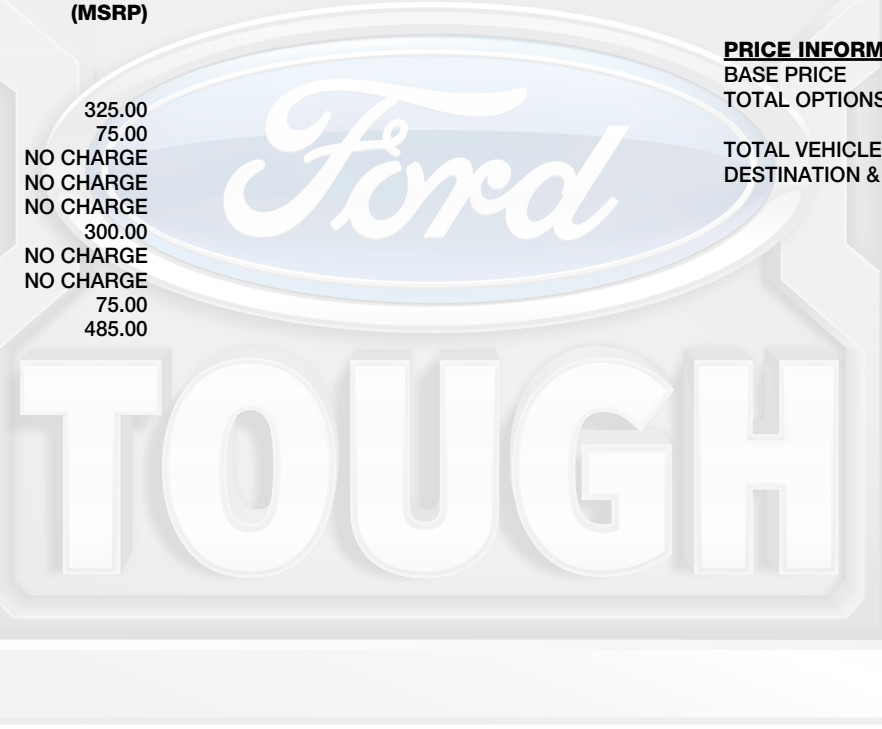 (MSRP)
325.00
75.00
NO CHARGE
NO CHARGE
NO CHARGE
300.00
NO CHARGE
NO CHARGE
75.00
485.00
PRICE INFORM
BASE PRICE
TOTAL OPTIONS
TOTAL VEHICLE
DESTINATION &
Ford
TOUGH